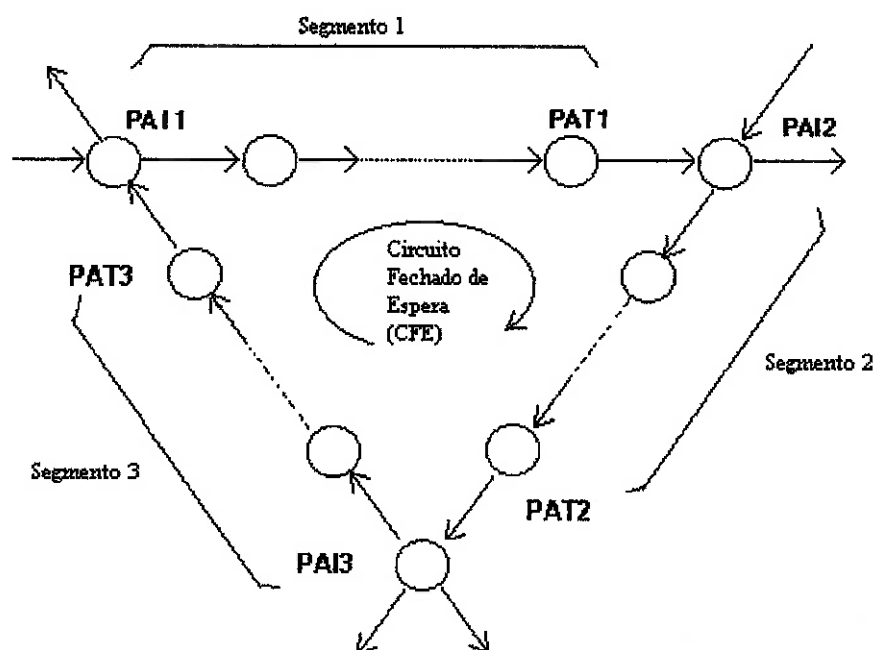 Segmento 1
PAI1
PAT1
PAI2
Circuito
Fechado de
Espera
(CFE)
PAT3
Segmento 2
Segmento 3
PAT2
PAI3